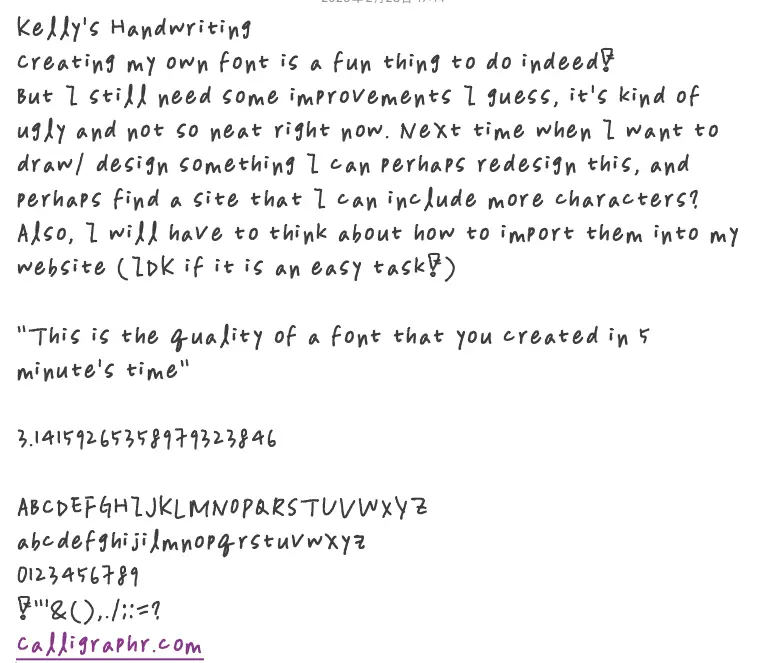 Kelly's Handwriting
Creating my own font is a fun thing to do indeed!
But I still need some improvements I guess, it's kind of
ugly and not so neat right now. Next time when I want to
draw/ design something I can perhaps redesign this, and
perhaps find a site that I can include more characters?
Also, I will have to think about how to import them into my
website (IDK if it is an easy task!)
"This is the quality of a font that you created in 5
minute's time"
3.14159265358979323846
ABCDEFGHIJKLMNOPQRSTUVWXYZ
abcdefghijilmnopqrstuvwxyz
0123456789
!"'&(),./;:=?
calligraphr.com